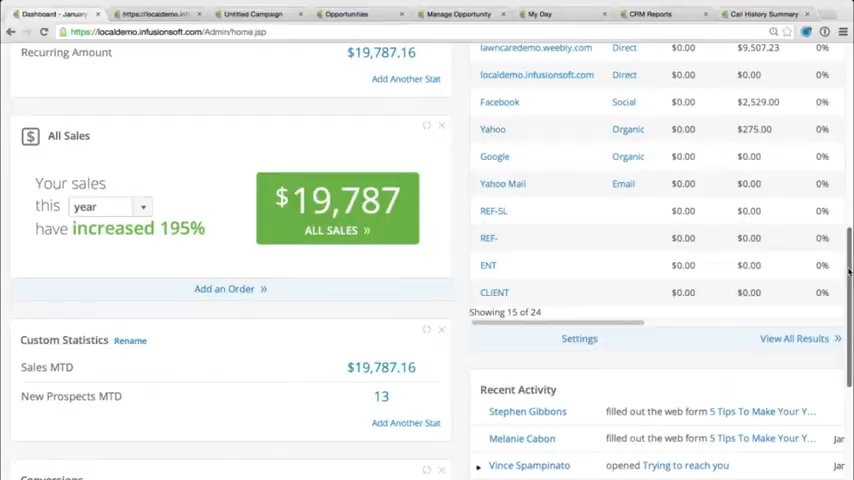 Dashboard - January
https://localdemo.inf
Untitled Campaign
Opportunities
Manage Opportunity
My Day
CRM Reports
Call History Summary
https://localdemo.infusionsoft.com/Admin/home.jsp
Recurring Amount $19,787.16
Add Another Stat
All Sales
Your sales
this year
have increased 195%
$19,787
ALL SALES »
Add an Order »
Custom Statistics Rename
Sales MTD $19,787.16
New Prospects MTD 13
Add Another Stat
Conversions
lawncaredemo.weebly.com Direct $0.00 $9,507.23 0%
localdemo.infusionsoft.com Direct $0.00 $0.00 0%
Facebook Social $0.00 $2,529.00 0%
Yahoo Organic $0.00 $275.00 0%
Google Organic $0.00 $0.00 0%
Yahoo Mail Email $0.00 $0.00 0%
REF-SL $0.00 $0.00 0%
REF- $0.00 $0.00 0%
ENT $0.00 $0.00 0%
CLIENT $0.00 $0.00 0%
Showing 15 of 24
Settings View All Results »
Recent Activity
Stephen Gibbons filled out the web form 5 Tips To Make Your Y...
Melanie Cabon filled out the web form 5 Tips To Make Your Y... Jan
Vince Spampinato opened Trying to reach you Jan